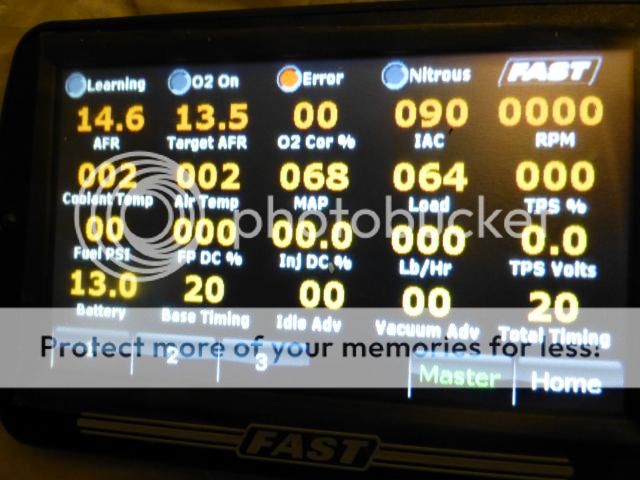 Learning O2 On Error Nitrous FAST
14.6 13.5 00 090 0000
AFR Target AFR O2 Cor % IAC RPM
002 002 068 064 000
Coolant Temp Air Temp MAP Load TPS %
00 000 00.0 000 0.0
Fuel PSI FP DC % Inj DC % Lb/Hr TPS Volts
13.0 20 00 00 20
Battery Base Timing Idle Adv Vacuum Adv Total Timing
photobucket
Protect more of your memories for less!
2 3 Master Home
FAST